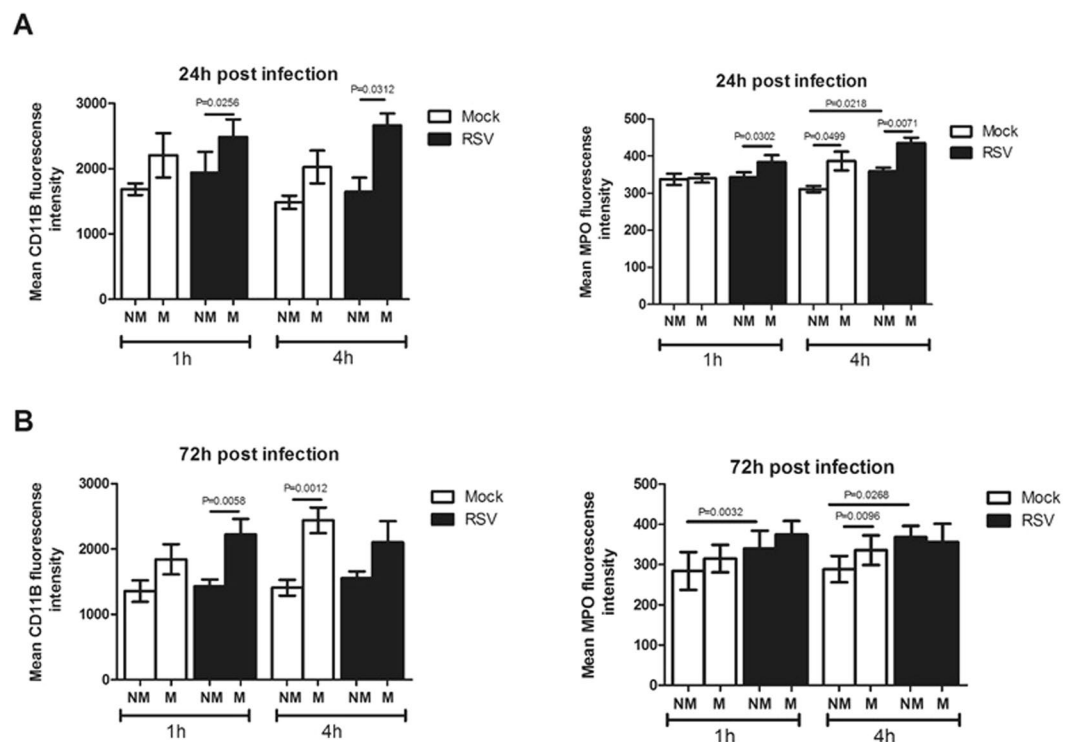 A
24h post infection
Mean CD11B fluorescense
intensity
3000
2000
1000
0
P=0.0256
P=0.0312
Mock
RSV
NM M NM M NM M NM M
1h 4h
24h post infection
Mean MPO fluorescense
intensity
500
400
300
200
100
0
P=0.0302
P=0.0499
P=0.0218
P=0.0071
Mock
RSV
NM M NM M NM M NM M
1h 4h
B
72h post infection
Mean CD11B fluorescense
intensity
3000
2000
1000
0
P=0.0058
P=0.0012
Mock
RSV
NM M NM M NM M NM M
1h 4h
72h post infection
Mean MPO fluorescense
intensity
500
400
300
200
100
0
P=0.0032
P=0.0268
P=0.0096
Mock
RSV
NM M NM M NM M NM M
1h 4h